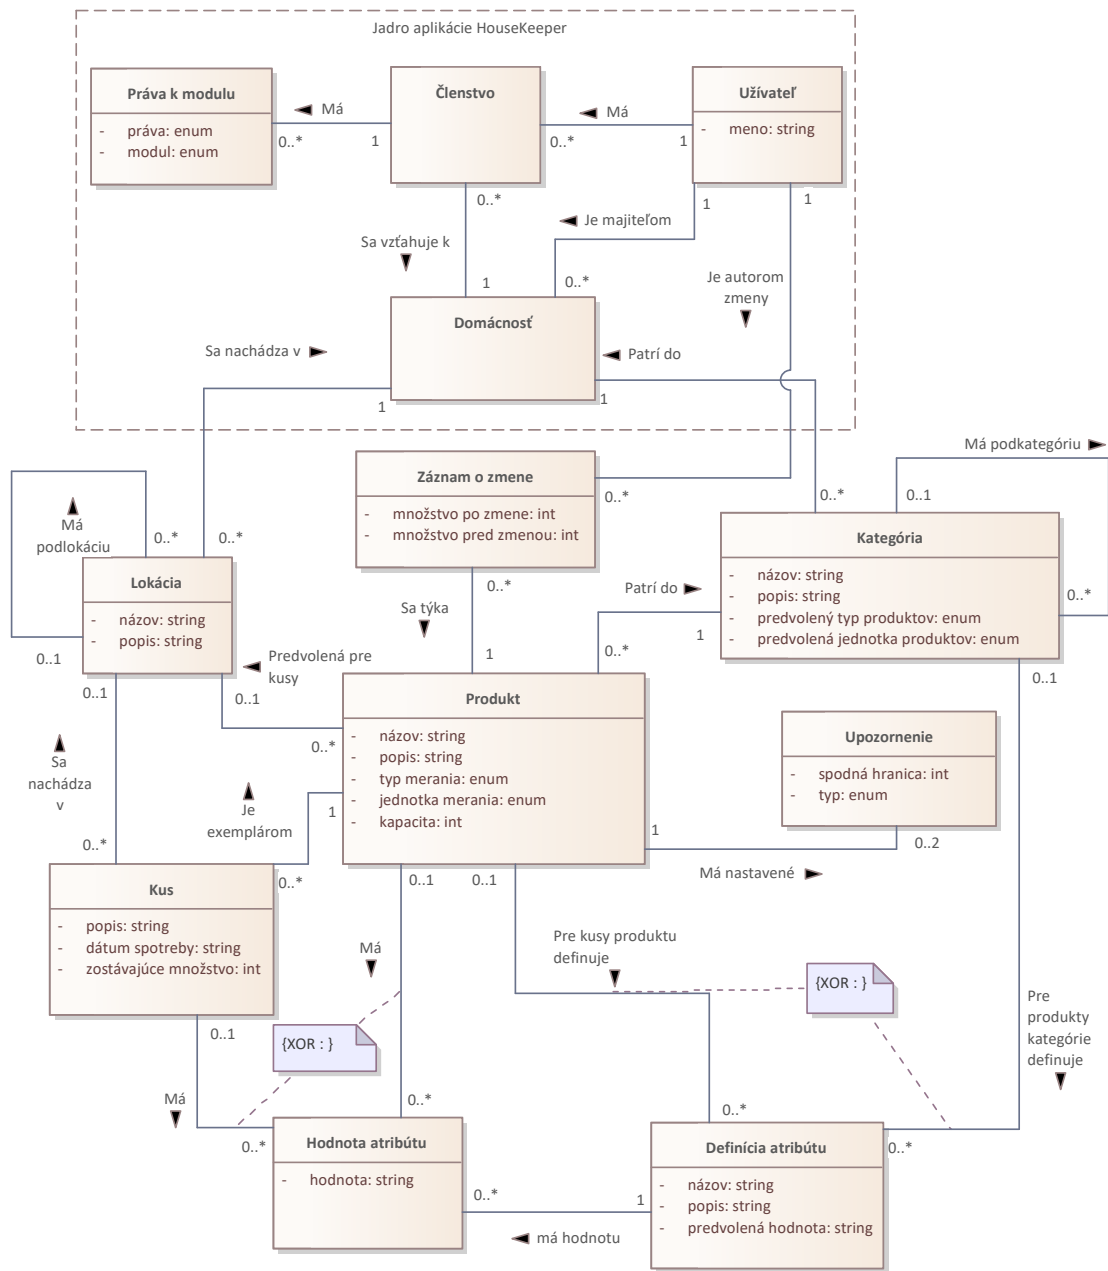 Jadro aplikácie HouseKeeper
Práva k modulu
- práva: enum
- modul: enum
Má
0..*
1
Členstvo
Má
0..*
1
Užívateľ
- meno: string
0..*
Sa vzťahuje k
1
1
Je majiteľom
0..*
1
Je autorom
zmeny
0..*
Domácnosť
Sa nachádza v
1
0..*
Patrí do
1
0..*
Má podkategóriu
0..1
0..*
Má
podlokáciu
0..*
0..1
Záznam o zmene
- množstvo po zmene: int
- množstvo pred zmenou: int
0..*
Sa týka
1
Kategória
- názov: string
- popis: string
- predvolený typ produktov: enum
- predvolená jednotka produktov: enum
Patrí do
1
0..*
0..1
Lokácia
- názov: string
- popis: string
0..1
0..1
Predvolená pre
kusy
0..*
Produkt
- názov: string
- popis: string
- typ merania: enum
- jednotka merania: enum
- kapacita: int
Upozornenie
- spodná hranica: int
- typ: enum
1
0..2
Má nastavené
Sa
nachádza
v
0..*
Je
exemplárom
1
0..*
0..1
0..1
Kus
- popis: string
- dátum spotreby: string
- zostávajúce množstvo: int
0..1
Má
Pre kusy produktu
definuje
{XOR : }
{XOR : }
Pre
produkty
kategórie
definuje
Má
0..*
0..*
0..*
0..*
Hodnota atribútu
- hodnota: string
Definícia atribútu
- názov: string
- popis: string
- predvolená hodnota: string
0..*
1
má hodnotu